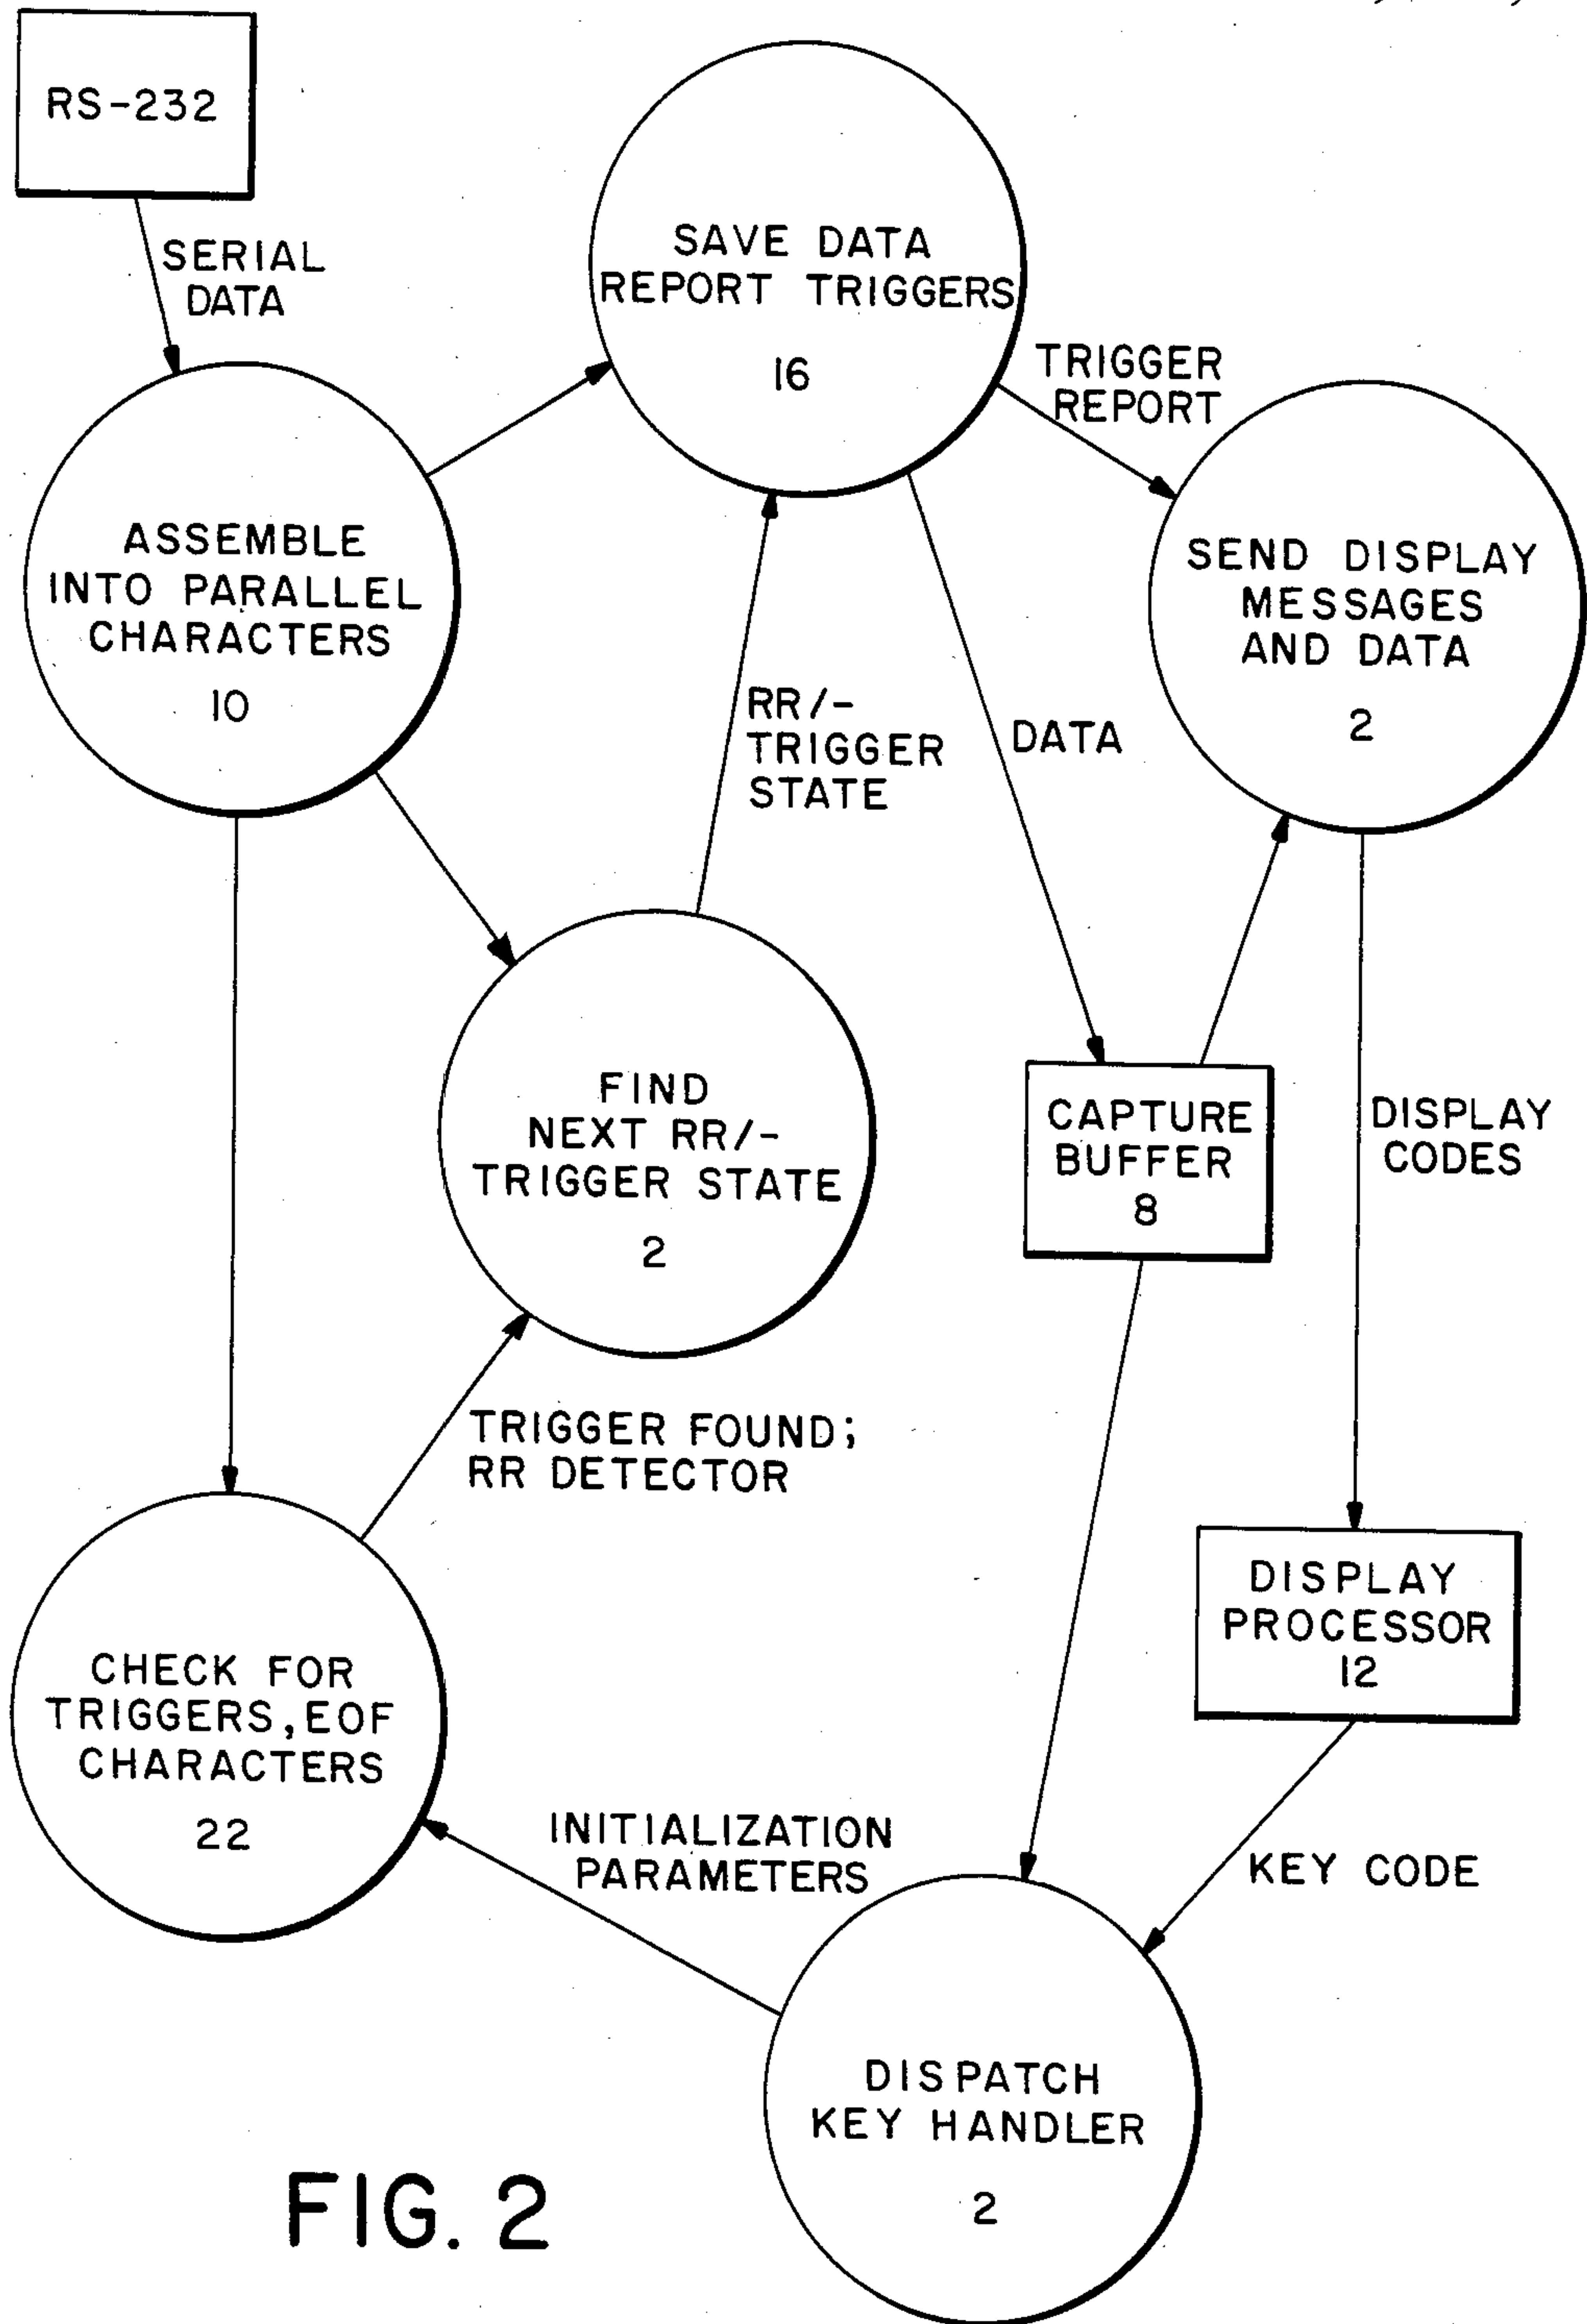 RS-232
SERIAL
DATA
SAVE DATA
REPORT TRIGGERS
16
TRIGGER
REPORT
ASSEMBLE
INTO PARALLEL
CHARACTERS
10
SEND DISPLAY
MESSAGES
AND DATA
2
RR/-
TRIGGER
STATE
DATA
FIND
NEXT RR/-
TRIGGER STATE
2
CAPTURE
BUFFER
8
DISPLAY
CODES
TRIGGER FOUND;
RR DETECTOR
DISPLAY
PROCESSOR
12
CHECK FOR
TRIGGERS, EOF
CHARACTERS
22
INITIALIZATION
PARAMETERS
KEY CODE
DISPATCH
KEY HANDLER
2
FIG. 2